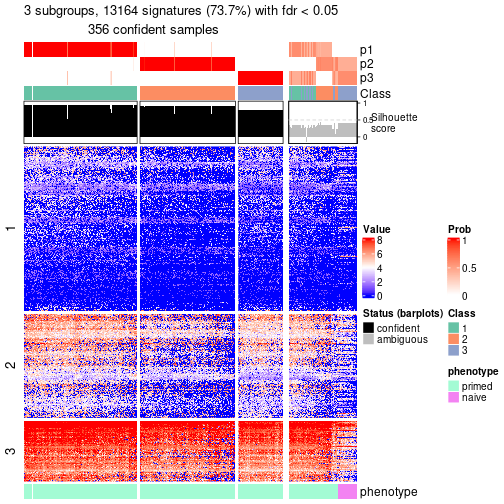 3 subgroups, 13164 signatures (73.7%) with fdr < 0.05
356 confident samples
p1
p2
p3
Class
1
0.5
0
Silhouette
score
1
2
3
phenotype
Value
8
6
4
2
0
Prob
1
0.5
0
Status (barplots)
confident
ambiguous
Class
1
2
3
phenotype
primed
naive